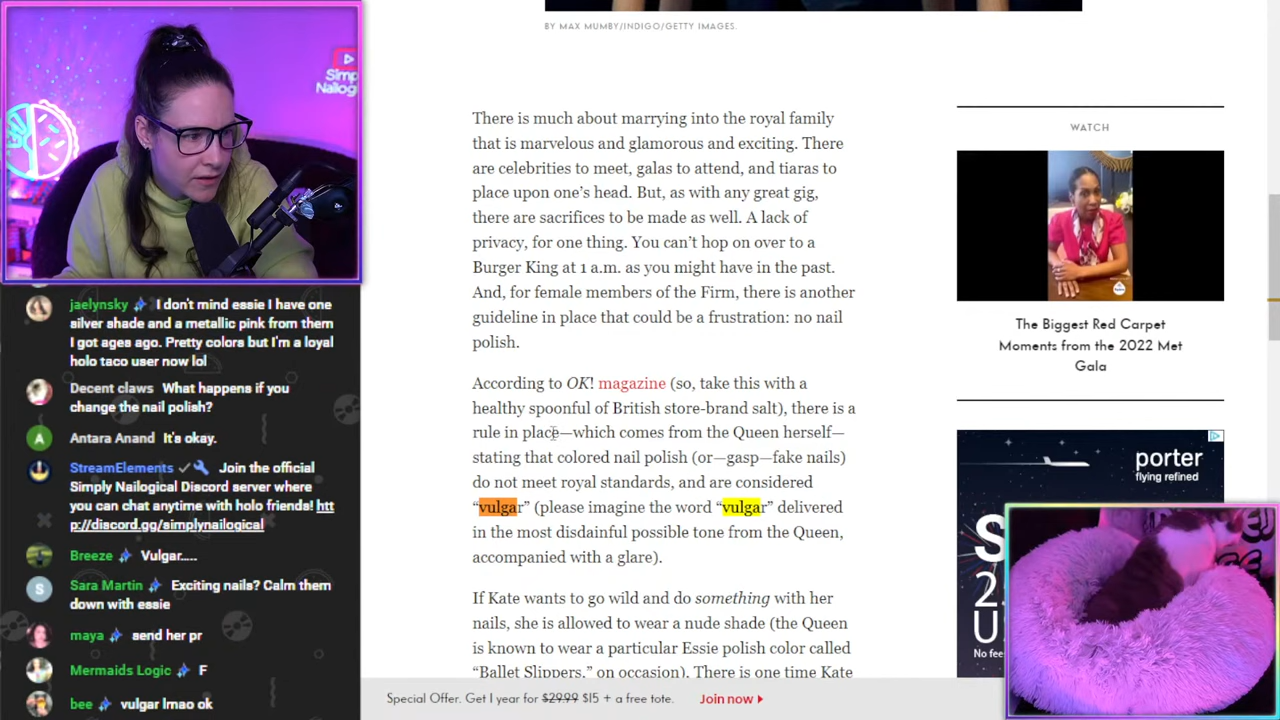 Simply
Nailogi
BY MAX MUMBY/INDIGO/GETTY IMAGES.
There is much about marrying into the royal family
that is marvelous and glamorous and exciting. There
are celebrities to meet, galas to attend, and tiaras to
place upon one’s head. But, as with any great gig,
there are sacrifices to be made as well. A lack of
privacy, for one thing. You can’t hop on over to a
Burger King at 1 a.m. as you might have in the past.
And, for female members of the Firm, there is another
guideline in place that could be a frustration: no nail
polish.
According to OK! magazine (so, take this with a
healthy spoonful of British store-brand salt), there is a
rule in place—which comes from the Queen herself—
stating that colored nail polish (or—gasp—fake nails)
do not meet royal standards, and are considered
“vulgar” (please imagine the word “vulgar” delivered
in the most disdainful possible tone from the Queen,
accompanied with a glare).
If Kate wants to go wild and do something with her
nails, she is allowed to wear a nude shade (the Queen
is known to wear a particular Essie polish color called
“Ballet Slippers,” on occasion). There is one time Kate
Special Offer. Get 1 year for $29.99 $15 + a free tote. Join now
WATCH
The Biggest Red Carpet
Moments from the 2022 Met
Gala
porter
flying refined
S
2
U
No fee
jaelynsky I don't mind essie I have one
silver shade and a metallic pink from them
I got ages ago. Pretty colors but I'm a loyal
holo taco user now lol
Decent claws What happens if you
change the nail polish?
Antara Anand It's okay.
StreamElements Join the official
Simply Nailogical Discord server where
you can chat anytime with holo friends! htt
p://discord.gg/simplynailogical
Breeze Vulgar.....
Sara Martin Exciting nails? Calm them
down with essie
maya send her pr
Mermaids Logic F
bee vulgar lmao ok